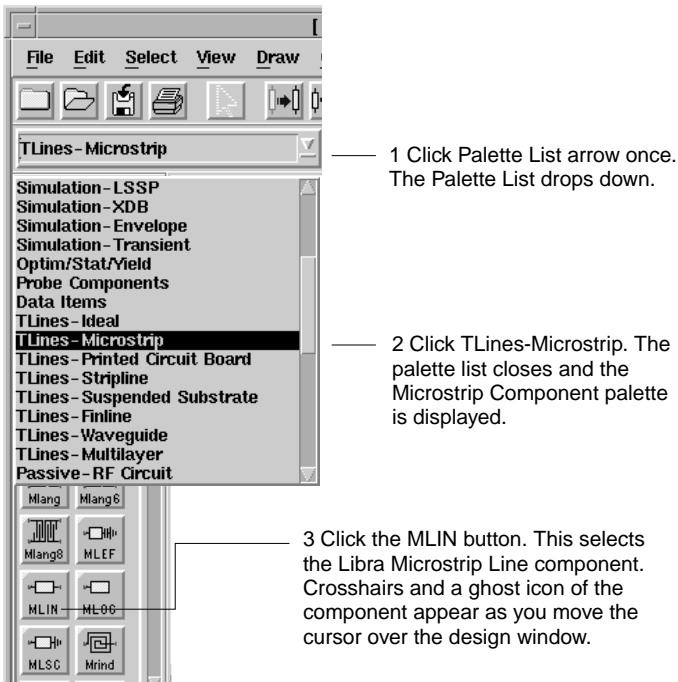 [
File Edit Select View Draw
TLines-Microstrip
1 Click Palette List arrow once.
The Palette List drops down.
Simulation-LSSP
Simulation-XDB
Simulation-Envelope
Simulation-Transient
Optim/Stat/Yield
Probe Components
Data Items
TLines-Ideal
TLines-Microstrip
TLines-Printed Circuit Board
TLines-Stripline
TLines-Suspended Substrate
TLines-Finline
TLines-Waveguide
TLines-Multilayer
Passive-RF Circuit
2 Click TLines-Microstrip. The
palette list closes and the
Microstrip Component palette
is displayed.
Mlang Mlang6
Mlang8 MLEF
MLIN MLOC
MLSC Mrind
3 Click the MLIN button. This selects
the Libra Microstrip Line component.
Crosshairs and a ghost icon of the
component appear as you move the
cursor over the design window.